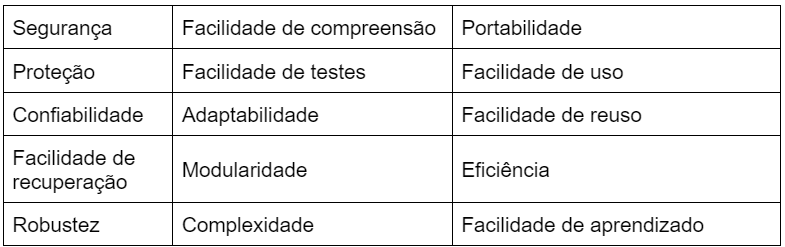 Segurança Facilidade de compreensão Portabilidade
Proteção Facilidade de testes Facilidade de uso
Confiabilidade Adaptabilidade Facilidade de reuso
Facilidade de
recuperação Modularidade Eficiência
Robustez Complexidade Facilidade de aprendizado